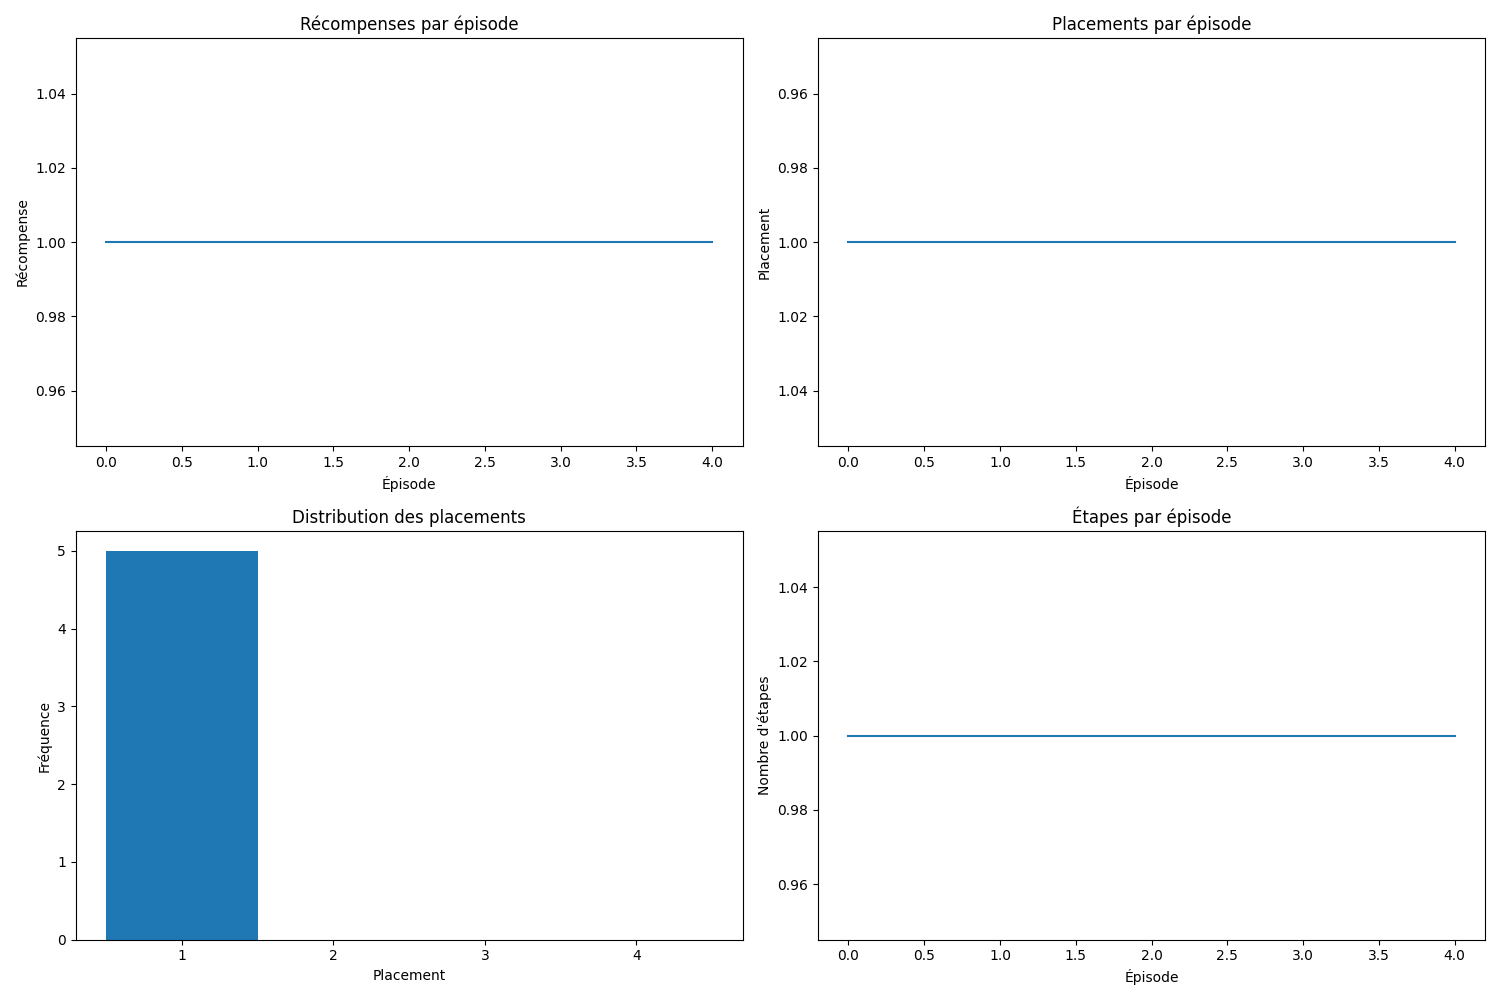 Récompenses par épisode
1.04
1.02
1.00
0.98
0.96
Récompense
0.0 0.5 1.0 1.5 2.0 2.5 3.0 3.5 4.0
Épisode
Placements par épisode
0.96
0.98
1.00
1.02
1.04
Placement
0.0 0.5 1.0 1.5 2.0 2.5 3.0 3.5 4.0
Épisode
Distribution des placements
5
4
3
2
1
0
Fréquence
1 2 3 4
Placement
Étapes par épisode
1.04
1.02
1.00
0.98
0.96
Nombre d'étapes
0.0 0.5 1.0 1.5 2.0 2.5 3.0 3.5 4.0
Épisode